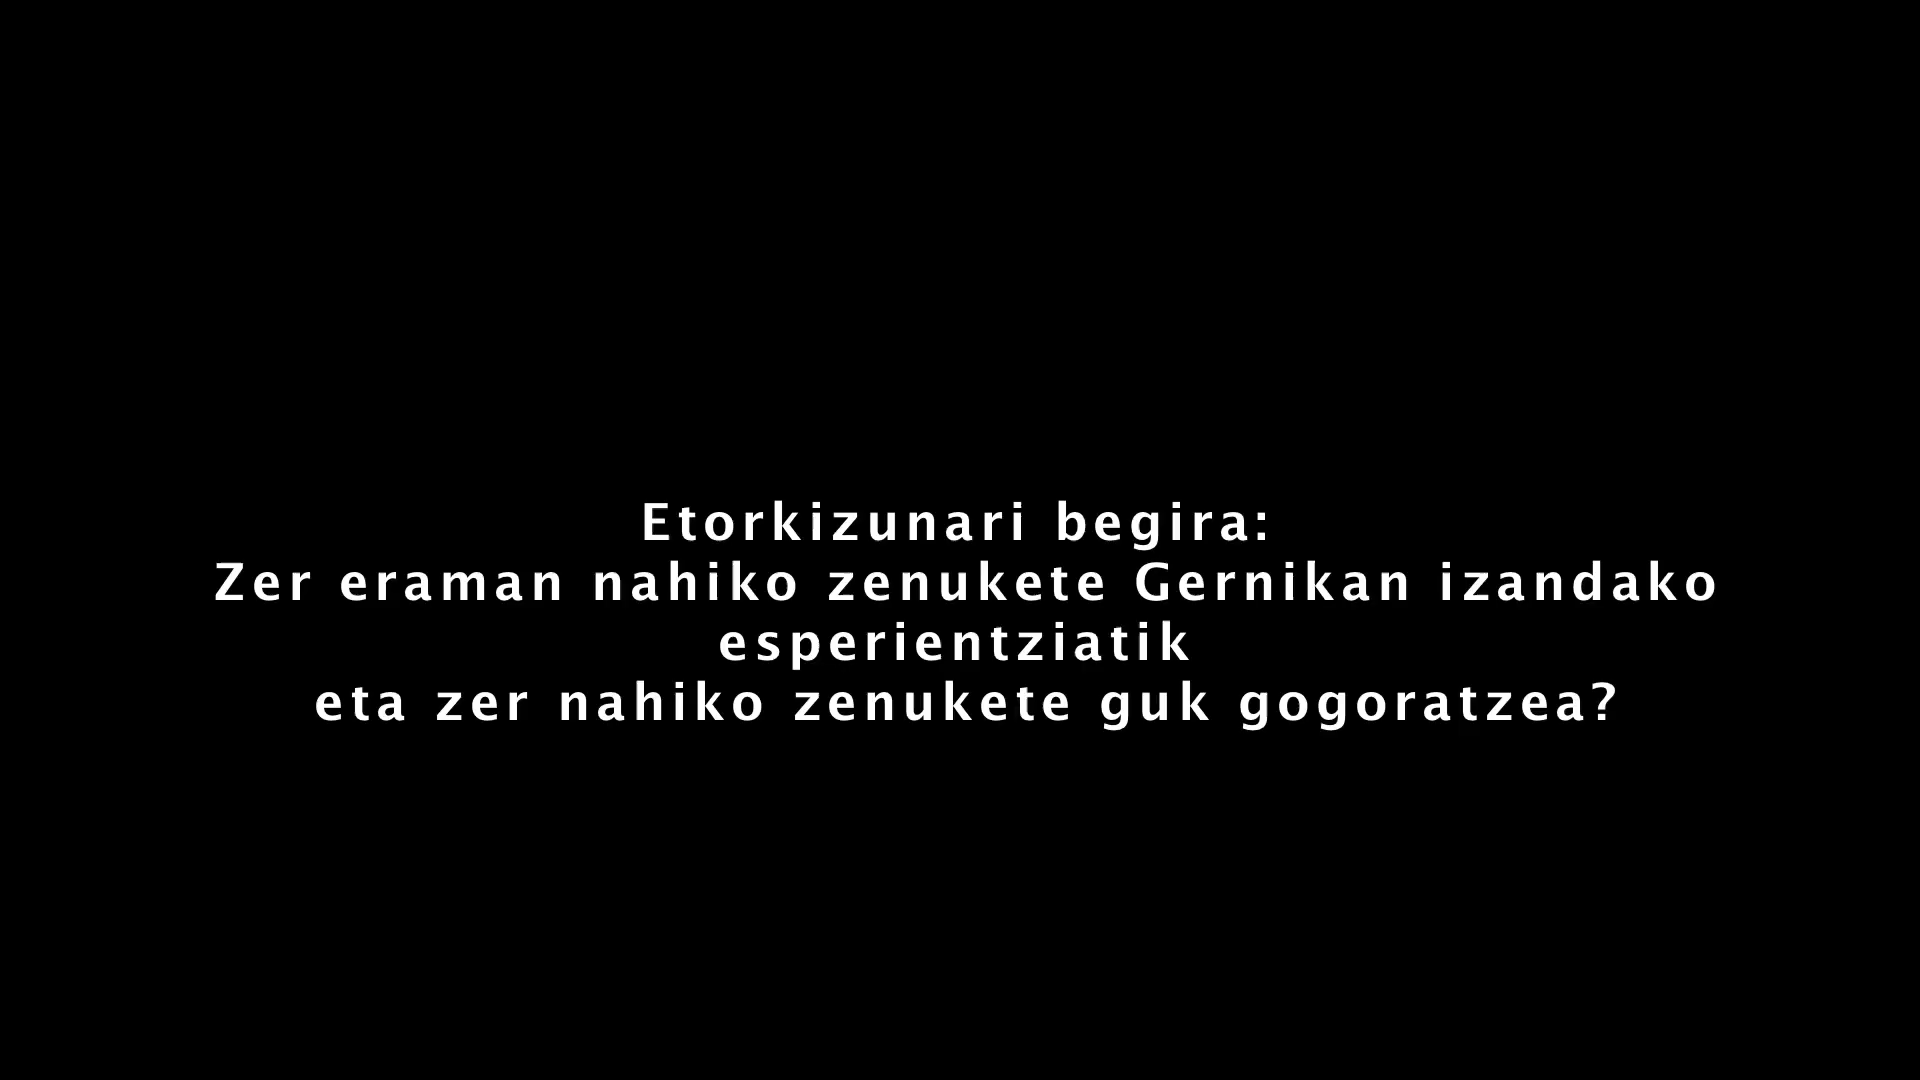 Etorkizunari begira:
Zer eraman nahiko zenukete Gernikan izandako
esperientziatik
eta zer nahiko zenukete guk gogoratzea?